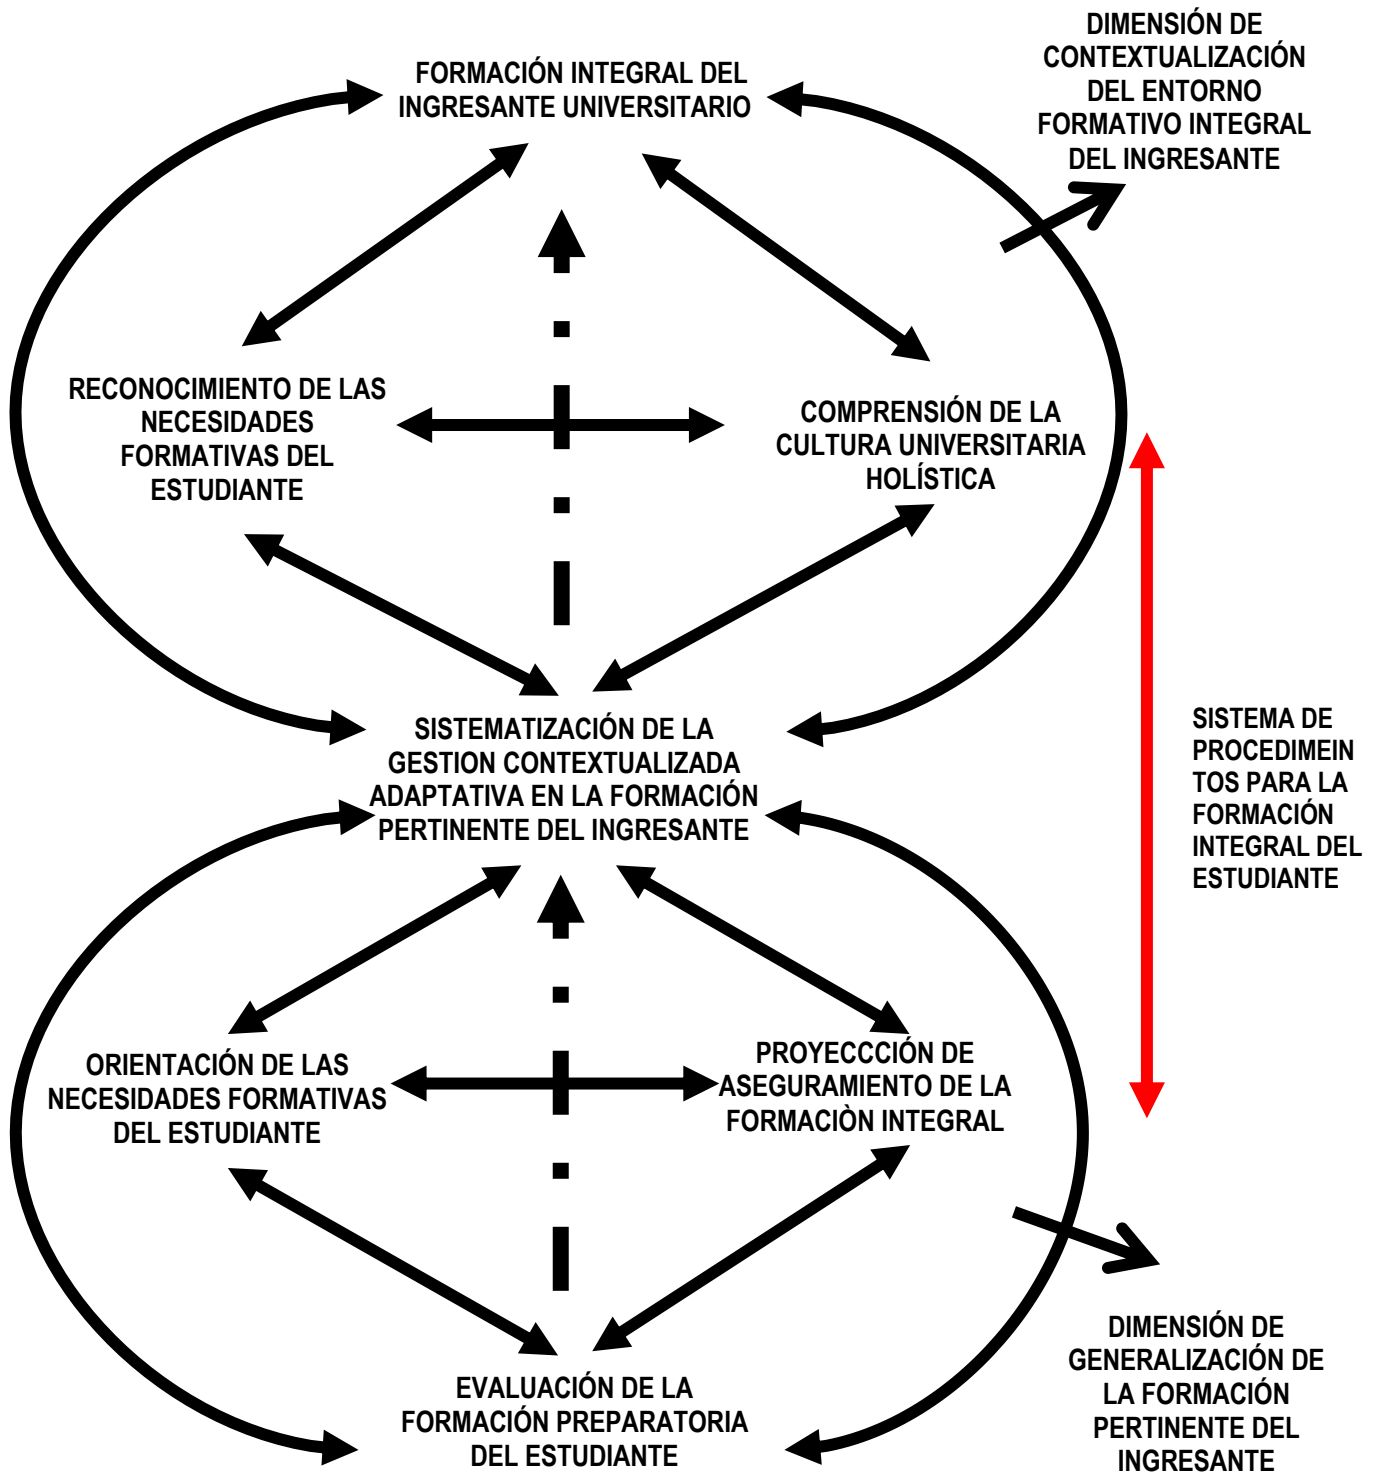 FORMACIÓN INTEGRAL DEL
INGRESANTE UNIVERSITARIO
DIMENSIÓN DE
CONTEXTUALIZACIÓN
DEL ENTORNO
FORMATIVO INTEGRAL
DEL INGRESANTE
RECONOCIMIENTO DE LAS
NECESIDADES
FORMATIVAS DEL
ESTUDIANTE
COMPRENSIÓN DE LA
CULTURA UNIVERSITARIA
HOLÍSTICA
SISTEMATIZACIÓN DE LA
GESTION CONTEXTUALIZADA
ADAPTATIVA EN LA FORMACIÓN
PERTINENTE DEL INGRESANTE
SISTEMA DE
PROCEDIMEIN
TOS PARA LA
FORMACIÓN
INTEGRAL DEL
ESTUDIANTE
ORIENTACIÓN DE LAS
NECESIDADES FORMATIVAS
DEL ESTUDIANTE
PROYECCCIÓN DE
ASEGURAMIENTO DE LA
FORMACIÒN INTEGRAL
EVALUACIÓN DE LA
FORMACIÓN PREPARATORIA
DEL ESTUDIANTE
DIMENSIÓN DE
GENERALIZACIÓN DE
LA FORMACIÓN
PERTINENTE DEL
INGRESANTE